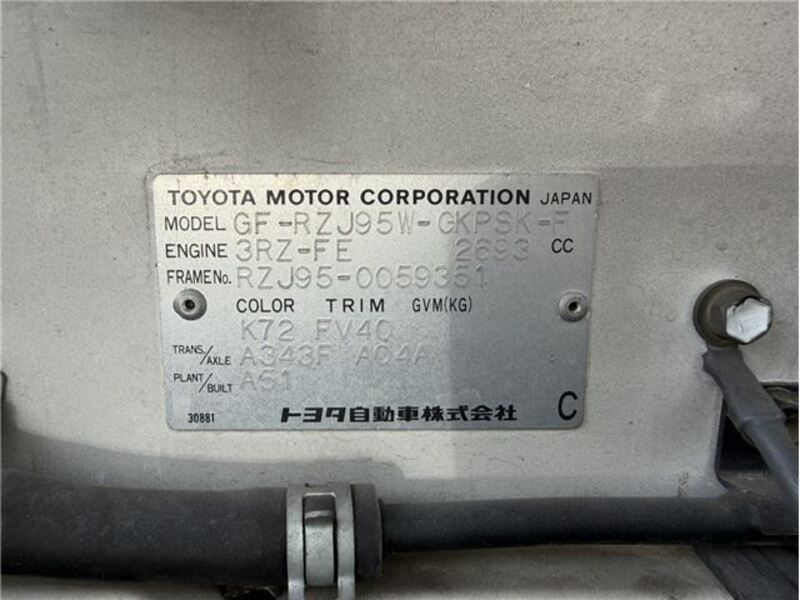 TOYOTA MOTOR CORPORATION JAPAN
MODEL GF-RZJ95W-GKPSK-F
ENGINE 3RZ-FE 2693 CC
FRAME No. RZJ95-0059351
COLOR TRIM GVM(KG)
K72 FV40
TRANS./AXLE A343F A04A
PLANT/BUILT A51
30881 トヨタ自動車株式会社 C